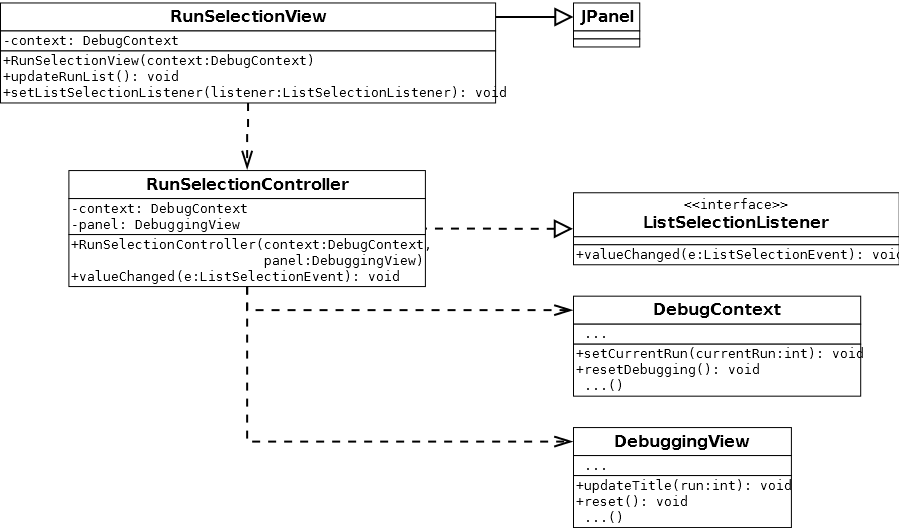 RunSelectionView
-context: DebugContext
+RunSelectionView(context:DebugContext)
+updateRunList(): void
+setListSelectionListener(listener:ListSelectionListener): void
JPanel
RunSelectionController
-context: DebugContext
-panel: DebuggingView
+RunSelectionController(context:DebugContext,
panel:DebuggingView)
+valueChanged(e:ListSelectionEvent): void
<<interface>>
ListSelectionListener
+valueChanged(e:ListSelectionEvent): void
DebugContext
...
+setCurrentRun(currentRun:int): void
+resetDebugging(): void
...()
DebuggingView
...
+updateTitle(run:int): void
+reset(): void
...()